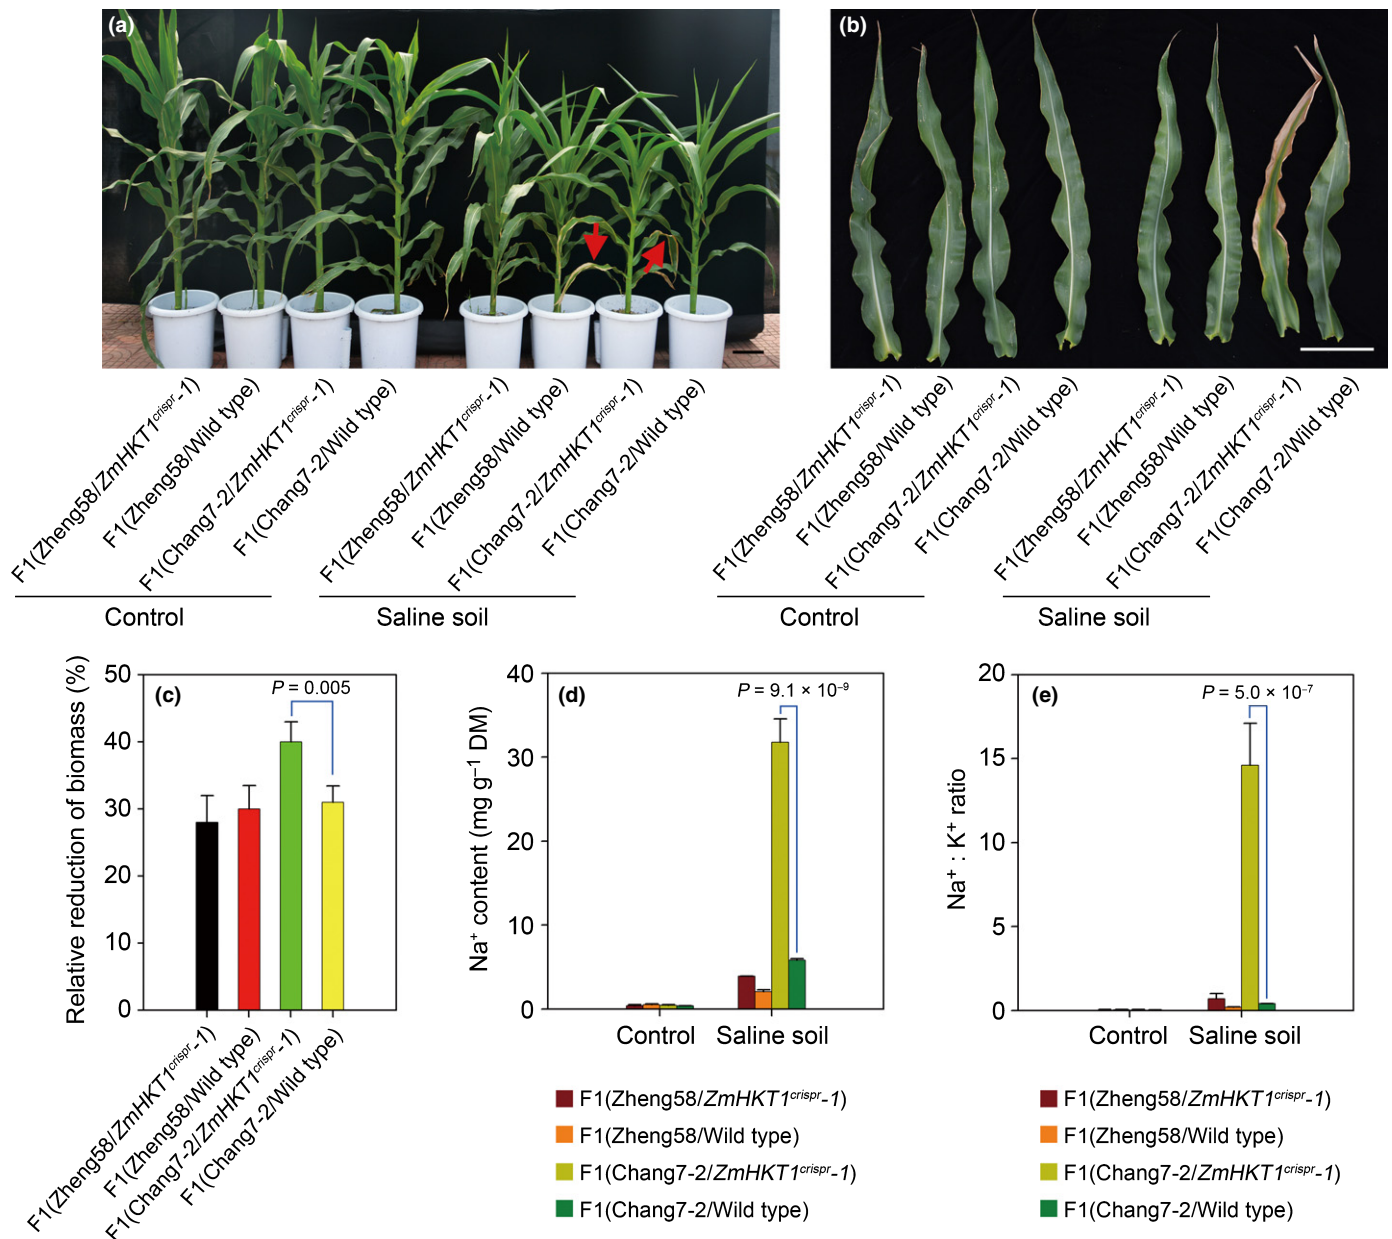 (a)
(b)
F1(Zheng58/ZmHKT1crispr-1)
F1(Zheng58/Wild type)
F1(Chang7-2/ZmHKT1crispr-1)
F1(Chang7-2/Wild type)
F1(Zheng58/ZmHKT1crispr-1)
F1(Zheng58/Wild type)
F1(Chang7-2/ZmHKT1crispr-1)
F1(Chang7-2/Wild type)
Control
Saline soil
F1(Zheng58/ZmHKT1crispr-1)
F1(Zheng58/Wild type)
F1(Chang7-2/ZmHKT1crispr-1)
F1(Chang7-2/Wild type)
F1(Zheng58/ZmHKT1crispr-1)
F1(Zheng58/Wild type)
F1(Chang7-2/ZmHKT1crispr-1)
F1(Chang7-2/Wild type)
Control
Saline soil
(c)
P = 0.005
Relative reduction of biomass (%)
50
40
30
20
10
0
F1(Zheng58/ZmHKT1crispr-1)
F1(Zheng58/Wild type)
F1(Chang7-2/ZmHKT1crispr-1)
F1(Chang7-2/Wild type)
(d)
P = 9.1 × 10⁻⁹
Na⁺ content (mg g⁻¹ DM)
40
30
20
10
0
Control
Saline soil
F1(Zheng58/ZmHKT1crispr-1)
F1(Zheng58/Wild type)
F1(Chang7-2/ZmHKT1crispr-1)
F1(Chang7-2/Wild type)
(e)
P = 5.0 × 10⁻⁷
Na⁺ : K⁺ ratio
20
15
10
5
0
Control
Saline soil
F1(Zheng58/ZmHKT1crispr-1)
F1(Zheng58/Wild type)
F1(Chang7-2/ZmHKT1crispr-1)
F1(Chang7-2/Wild type)